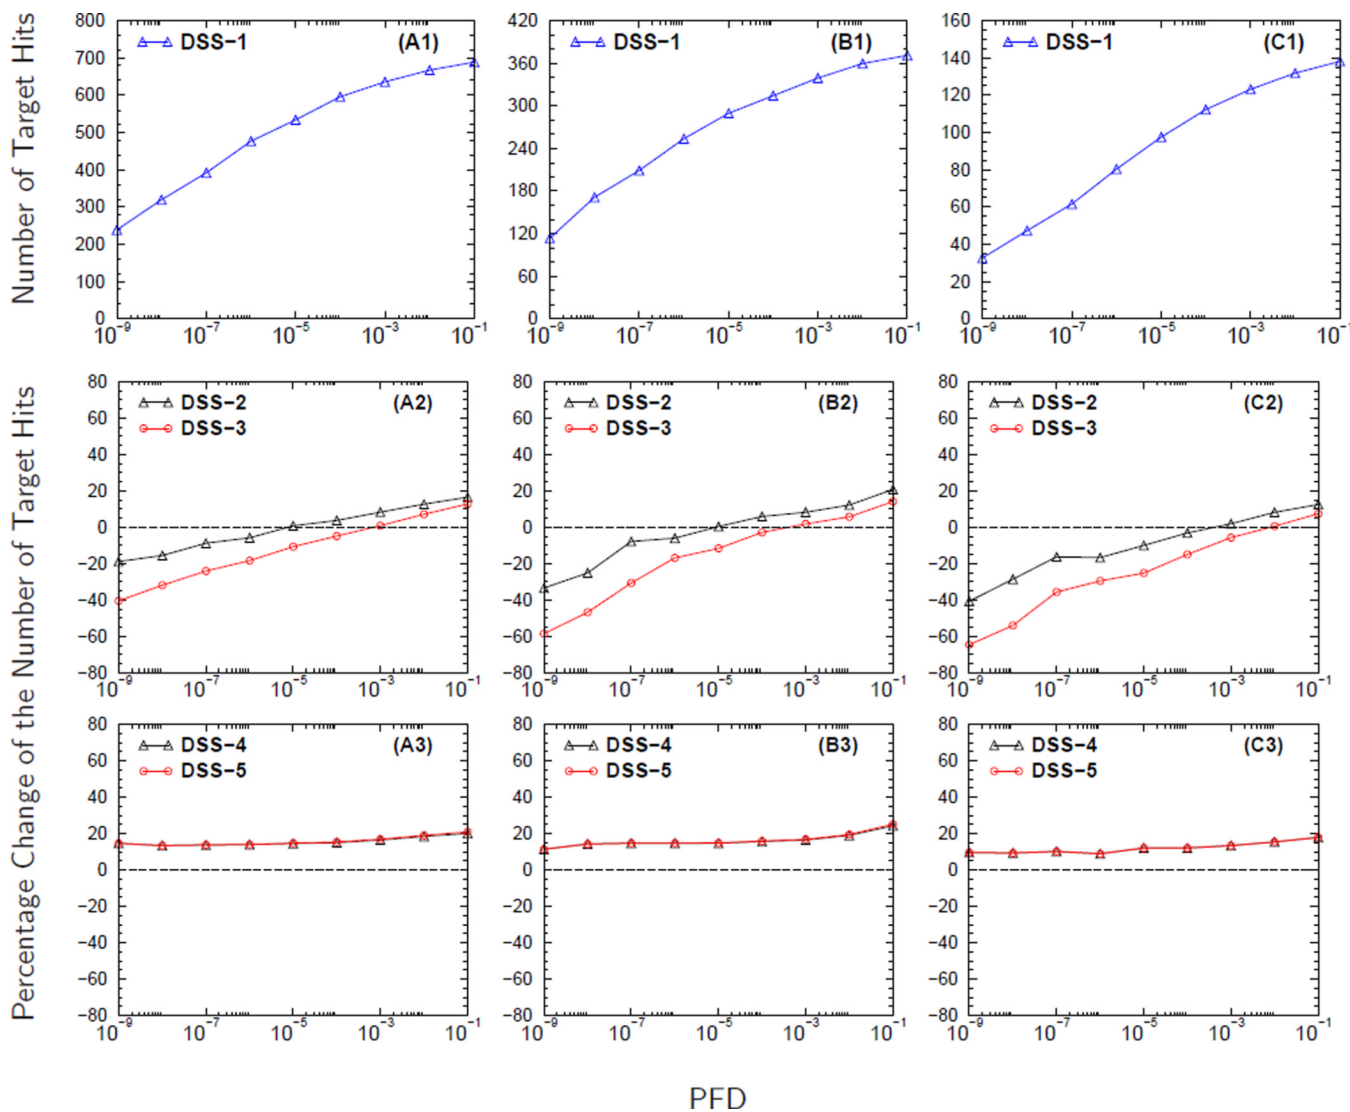 Number of Target Hits
800
700
600
500
400
300
200
100
0
DSS−1 (A1)
10⁻⁹ 10⁻⁷ 10⁻⁵ 10⁻³ 10⁻¹
420
360
300
240
180
120
60
0
DSS−1 (B1)
10⁻⁹ 10⁻⁷ 10⁻⁵ 10⁻³ 10⁻¹
160
140
120
100
80
60
40
20
0
DSS−1 (C1)
10⁻⁹ 10⁻⁷ 10⁻⁵ 10⁻³ 10⁻¹
Percentage Change of the Number of Target Hits
80
60
40
20
0
−20
−40
−60
−80
DSS−2 (A2)
DSS−3
10⁻⁹ 10⁻⁷ 10⁻⁵ 10⁻³ 10⁻¹
80
60
40
20
0
−20
−40
−60
−80
DSS−2 (B2)
DSS−3
10⁻⁹ 10⁻⁷ 10⁻⁵ 10⁻³ 10⁻¹
80
60
40
20
0
−20
−40
−60
−80
DSS−2 (C2)
DSS−3
10⁻⁹ 10⁻⁷ 10⁻⁵ 10⁻³ 10⁻¹
80
60
40
20
0
−20
−40
−60
−80
DSS−4 (A3)
DSS−5
10⁻⁹ 10⁻⁷ 10⁻⁵ 10⁻³ 10⁻¹
80
60
40
20
0
−20
−40
−60
−80
DSS−4 (B3)
DSS−5
10⁻⁹ 10⁻⁷ 10⁻⁵ 10⁻³ 10⁻¹
80
60
40
20
0
−20
−40
−60
−80
DSS−4 (C3)
DSS−5
10⁻⁹ 10⁻⁷ 10⁻⁵ 10⁻³ 10⁻¹
PFD